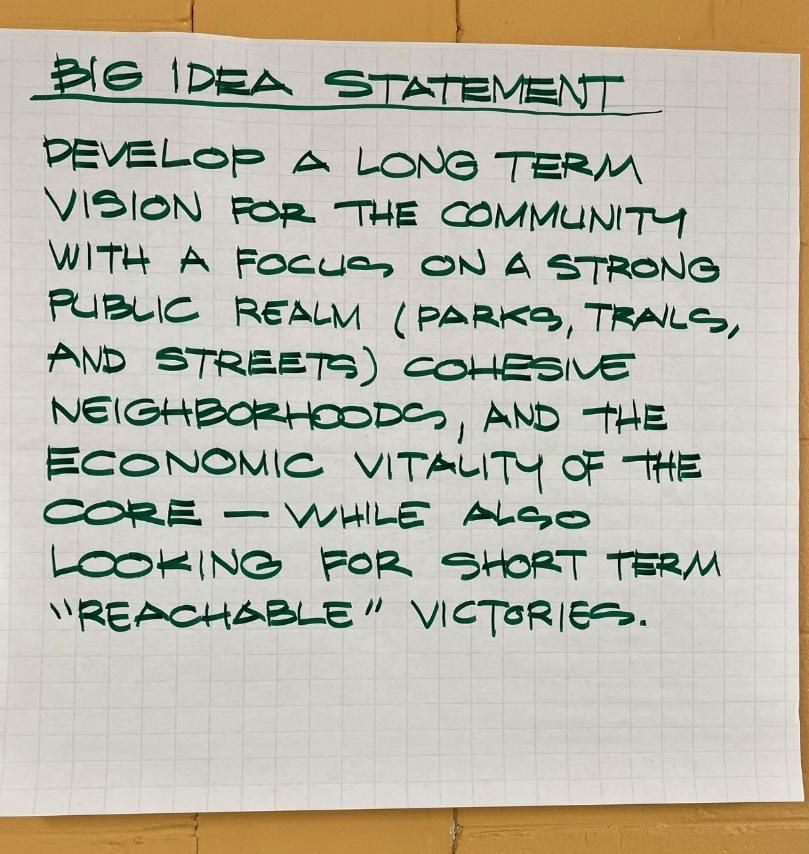 BIG IDEA STATEMENT
DEVELOP A LONG TERM
VISION FOR THE COMMUNITY
WITH A FOCUS ON A STRONG
PUBLIC REALM (PARKS, TRAILS,
AND STREETS) COHESIVE
NEIGHBORHOODS, AND THE
ECONOMIC VITALITY OF THE
CORE — WHILE ALSO
LOOKING FOR SHORT TERM
"REACHABLE" VICTORIES.